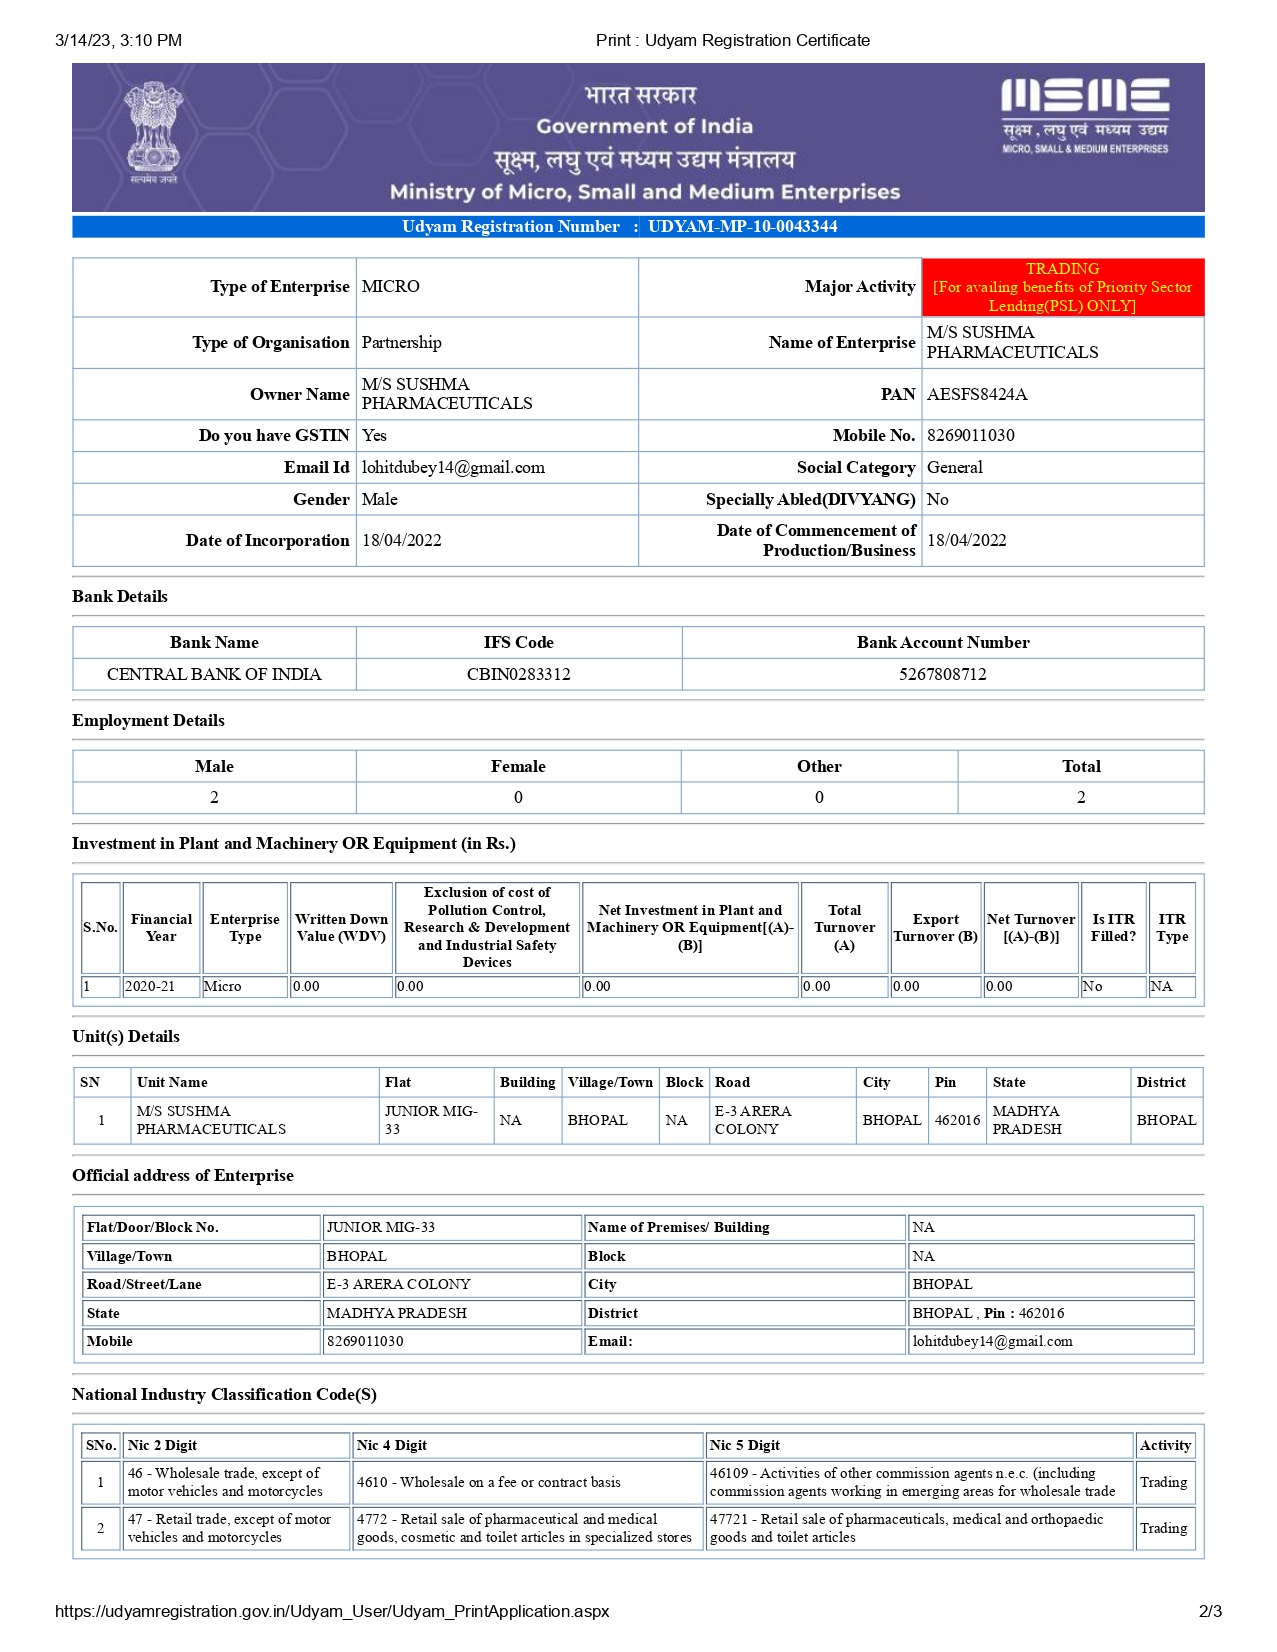 3/14/23, 3:10 PM Print : Udyam Registration Certificate
भारत सरकार
Government of India
सूक्ष्म, लघु एवं मध्यम उद्यम मंत्रालय
Ministry of Micro, Small and Medium Enterprises
सत्यमेव जयते
MSME
सूक्ष्म , लघु एवं मध्यम उद्यम
MICRO, SMALL & MEDIUM ENTERPRISES
Udyam Registration Number : UDYAM-MP-10-0043344
Type of Enterprise MICRO Major Activity TRADING
[For availing benefits of Priority Sector
Lending(PSL) ONLY]
Type of Organisation Partnership Name of Enterprise M/S SUSHMA
PHARMACEUTICALS
Owner Name M/S SUSHMA
PHARMACEUTICALS PAN AESFS8424A
Do you have GSTIN Yes Mobile No. 8269011030
Email Id lohitdubey14@gmail.com Social Category General
Gender Male Specially Abled(DIVYANG) No
Date of Incorporation 18/04/2022 Date of Commencement of
Production/Business 18/04/2022
Bank Details
Bank Name IFS Code Bank Account Number
CENTRAL BANK OF INDIA CBIN0283312 5267808712
Employment Details
Male Female Other Total
2 0 0 2
Investment in Plant and Machinery OR Equipment (in Rs.)
S.No. Financial
Year Enterprise
Type Written Down
Value (WDV) Exclusion of cost of
Pollution Control,
Research & Development
and Industrial Safety
Devices Net Investment in Plant and
Machinery OR Equipment[(A)-
(B)] Total
Turnover
(A) Export
Turnover (B) Net Turnover
[(A)-(B)] Is ITR
Filled? ITR
Type
1 2020-21 Micro 0.00 0.00 0.00 0.00 0.00 0.00 No NA
Unit(s) Details
SN Unit Name Flat Building Village/Town Block Road City Pin State District
1 M/S SUSHMA
PHARMACEUTICALS JUNIOR MIG-
33 NA BHOPAL NA E-3 ARERA
COLONY BHOPAL 462016 MADHYA
PRADESH BHOPAL
Official address of Enterprise
Flat/Door/Block No. JUNIOR MIG-33 Name of Premises/ Building NA
Village/Town BHOPAL Block NA
Road/Street/Lane E-3 ARERA COLONY City BHOPAL
State MADHYA PRADESH District BHOPAL , Pin : 462016
Mobile 8269011030 Email: lohitdubey14@gmail.com
National Industry Classification Code(S)
SNo. Nic 2 Digit Nic 4 Digit Nic 5 Digit Activity
1 46 - Wholesale trade, except of
motor vehicles and motorcycles 4610 - Wholesale on a fee or contract basis 46109 - Activities of other commission agents n.e.c. (including
commission agents working in emerging areas for wholesale trade Trading
2 47 - Retail trade, except of motor
vehicles and motorcycles 4772 - Retail sale of pharmaceutical and medical
goods, cosmetic and toilet articles in specialized stores 47721 - Retail sale of pharmaceuticals, medical and orthopaedic
goods and toilet articles Trading
https://udyamregistration.gov.in/Udyam_User/Udyam_PrintApplication.aspx 2/3